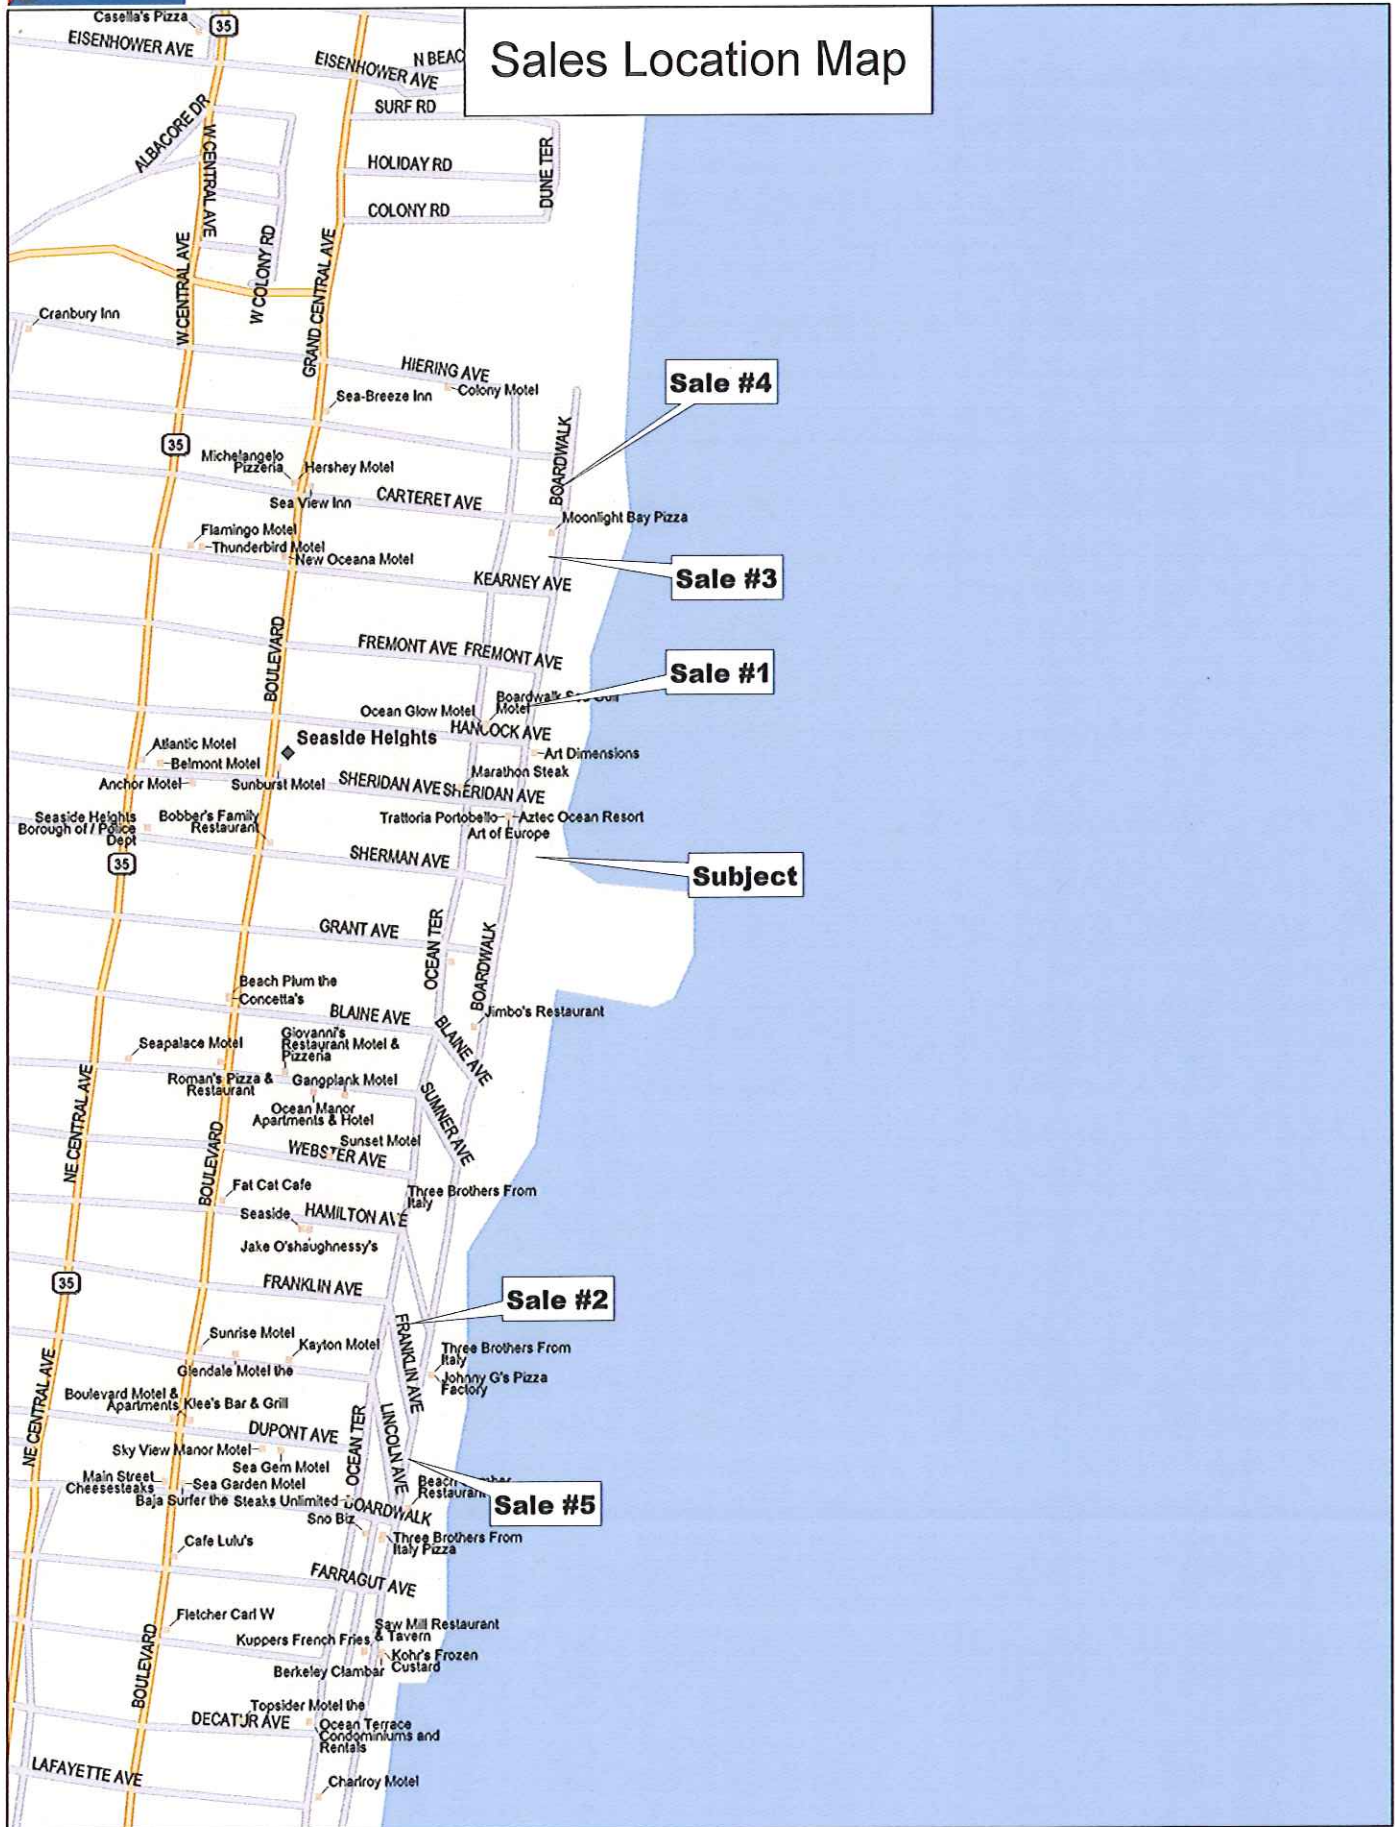 Sales Location Map
Casella's Pizza
35
EISENHOWER AVE
EISENHOWER AVE
N BEAC
SURF RD
ALBACORE DR
W CENTRAL AVE
HOLIDAY RD
DUNE TER
COLONY RD
W CENTRAL AVE
W COLONY RD
GRAND CENTRAL AVE
Cranbury Inn
HIERING AVE
Colony Motel
Sale #4
Sea-Breeze Inn
BOARDWALK
35
Michelangelo
Pizzeria
Hershey Motel
Sea View Inn
CARTERET AVE
Moonlight Bay Pizza
Flamingo Motel
Thunderbird Motel
New Oceana Motel
KEARNEY AVE
Sale #3
BOULEVARD
FREMONT AVE
FREMONT AVE
Sale #1
Ocean Glow Motel
Boardwalk
Motel
HANCOCK AVE
Seaside Heights
Atlantic Motel
Belmont Motel
Art Dimensions
Anchor Motel
Sunburst Motel
SHERIDAN AVE
Marathon Steak
SHERIDAN AVE
Seaside Heights
Borough of / Police
Dept
Bobber's Family
Restaurant
Trattoria Portobello
Aztec Ocean Resort
Art of Europe
35
SHERMAN AVE
Subject
GRANT AVE
OCEAN TER
BOARDWALK
Beach Plum the
Concetta's
BLAINE AVE
Jimbo's Restaurant
BLAINE AVE
Seapalace Motel
Giovanni's
Restaurant Motel &
Pizzeria
Roman's Pizza &
Restaurant
Gangplank Motel
NE CENTRAL AVE
Ocean Manor
Apartments & Hotel
SUMNER AVE
BOULEVARD
Sunset Motel
WEBSTER AVE
Fat Cat Cafe
Three Brothers From
Italy
Seaside
HAMILTON AVE
Jake O'shaughnessy's
35
FRANKLIN AVE
Sale #2
FRANKLIN AVE
Sunrise Motel
Kayton Motel
Glendale Motel the
Three Brothers From
Italy
Johnny G's Pizza
Factory
NE CENTRAL AVE
Boulevard Motel &
Apartments
Klee's Bar & Grill
DUPONT AVE
OCEAN TER
LINCOLN AVE
Sky View Manor Motel
Sea Gem Motel
Main Street
Cheesesteaks
Sea Garden Motel
Restaurant
Sale #5
Baja Surfer the Steaks Unlimited
BOARDWALK
Sno Biz
Three Brothers From
Italy Pizza
Cafe Lulu's
FARRAGUT AVE
Fletcher Carl W
BOULEVARD
Saw Mill Restaurant
& Tavern
Kuppers French Fries
Kohr's Frozen
Custard
Berkeley Clambar
Topsider Motel the
DECATUR AVE
Ocean Terrace
Condominiums and
Rentals
LAFAYETTE AVE
Charlroy Motel